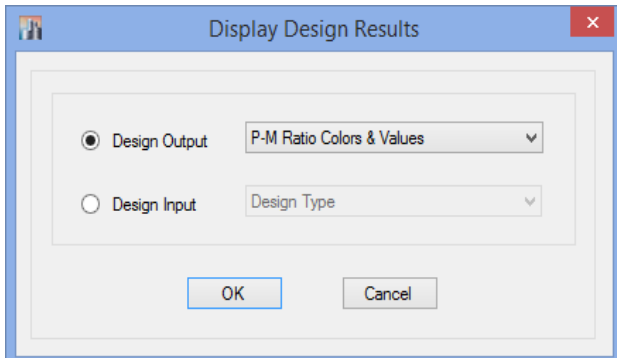 Display Design Results
Design Output P-M Ratio Colors & Values
Design Input Design Type
OK Cancel